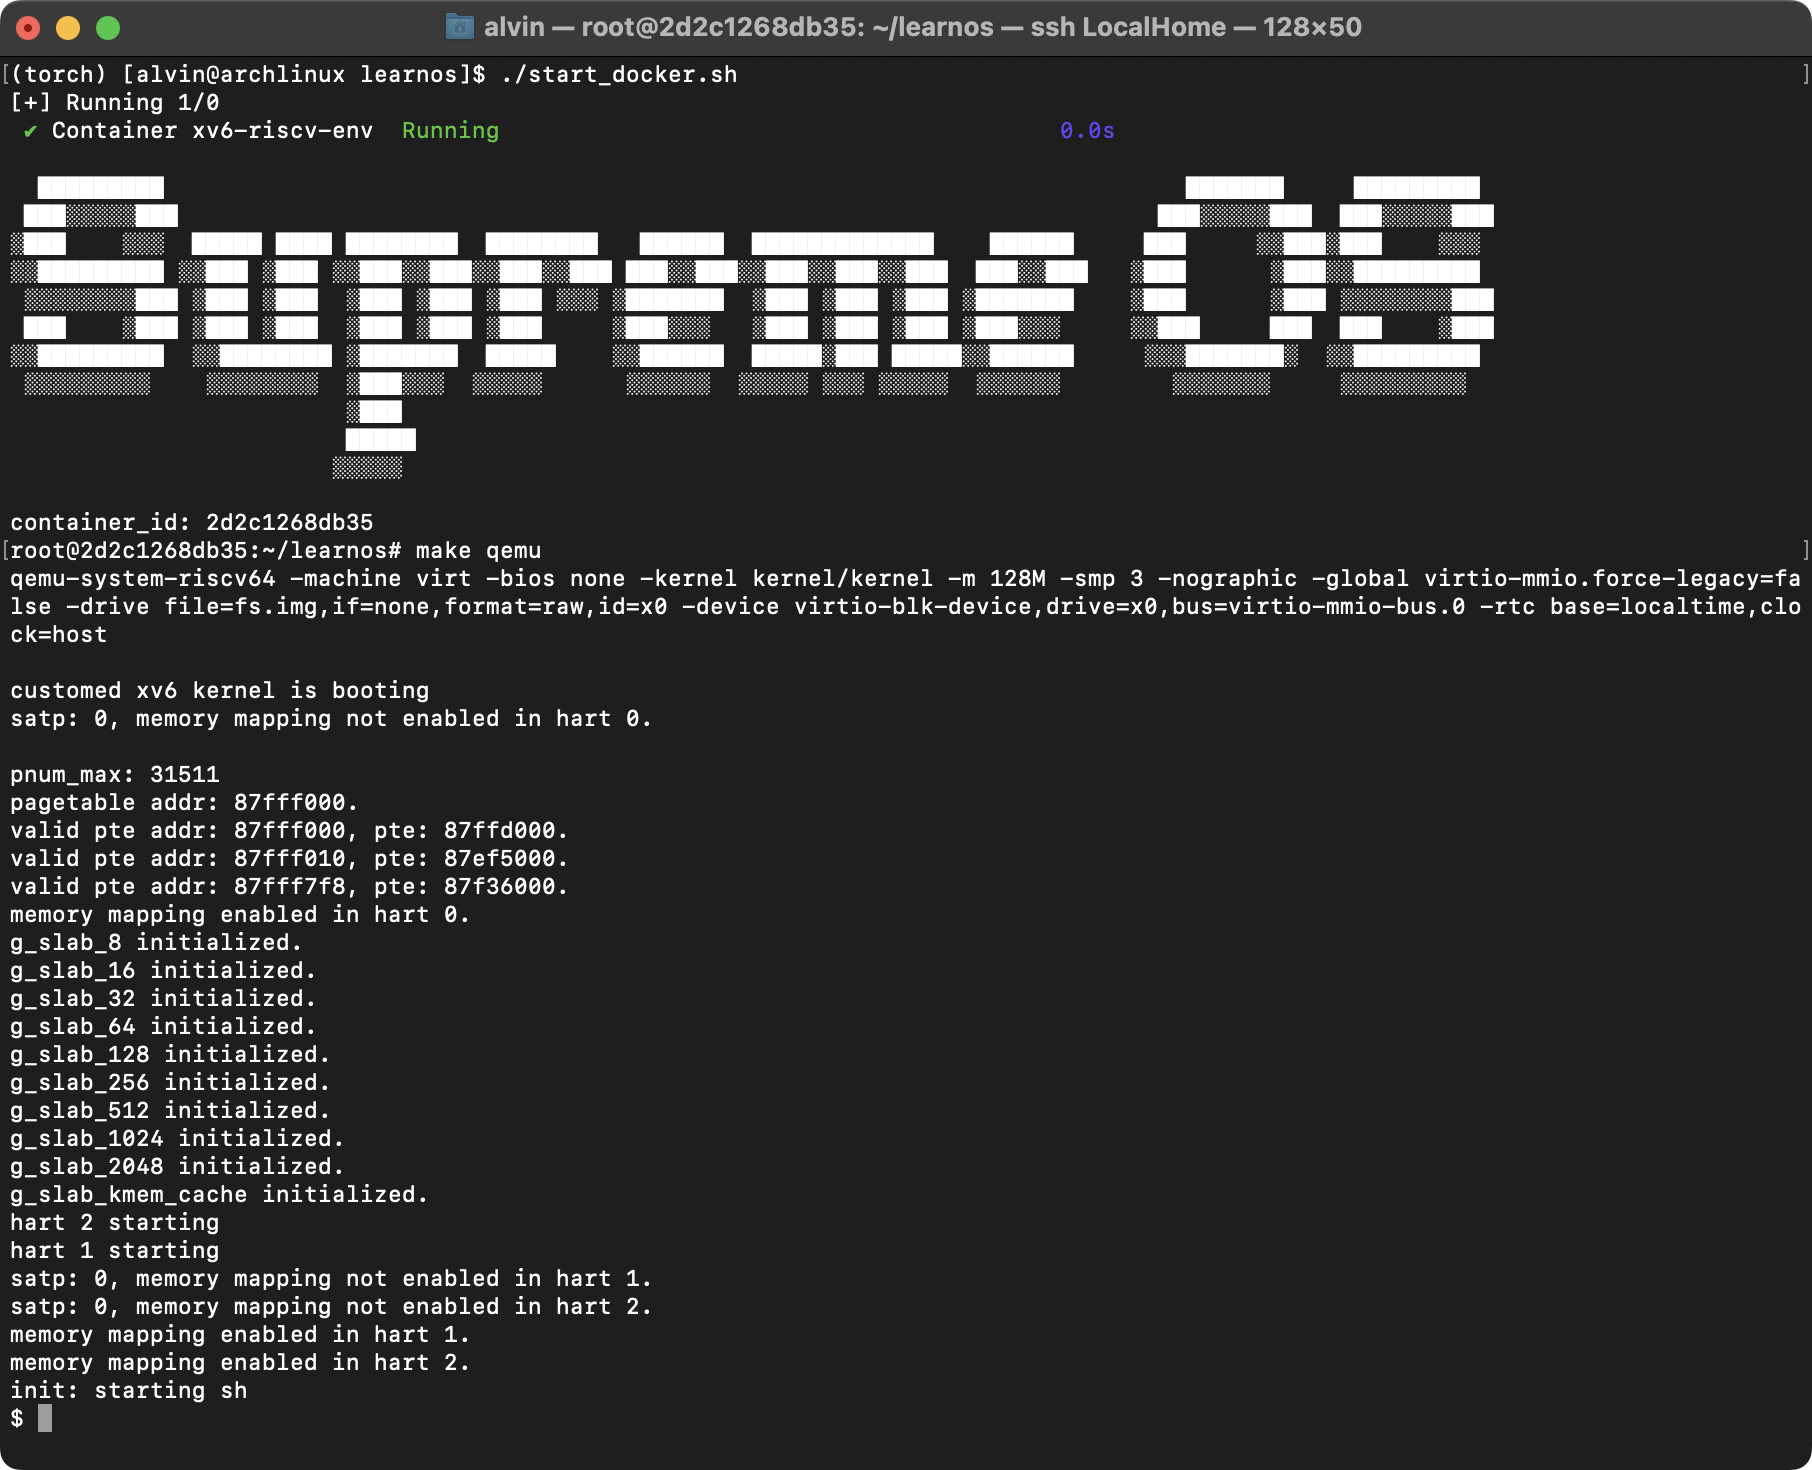 alvin — root@2d2c1268db35: ~/learnos — ssh LocalHome — 128×50
[(torch) [alvin@archlinux learnos]$ ./start_docker.sh ]
[+] Running 1/0
✔ Container xv6-riscv-env  Running 0.0s
Supreme OS
container_id: 2d2c1268db35
[root@2d2c1268db35:~/learnos# make qemu ]
qemu-system-riscv64 -machine virt -bios none -kernel kernel/kernel -m 128M -smp 3 -nographic -global virtio-mmio.force-legacy=fa
lse -drive file=fs.img,if=none,format=raw,id=x0 -device virtio-blk-device,drive=x0,bus=virtio-mmio-bus.0 -rtc base=localtime,clo
ck=host
customed xv6 kernel is booting
satp: 0, memory mapping not enabled in hart 0.
pnum_max: 31511
pagetable addr: 87fff000.
valid pte addr: 87fff000, pte: 87ffd000.
valid pte addr: 87fff010, pte: 87ef5000.
valid pte addr: 87fff7f8, pte: 87f36000.
memory mapping enabled in hart 0.
g_slab_8 initialized.
g_slab_16 initialized.
g_slab_32 initialized.
g_slab_64 initialized.
g_slab_128 initialized.
g_slab_256 initialized.
g_slab_512 initialized.
g_slab_1024 initialized.
g_slab_2048 initialized.
g_slab_kmem_cache initialized.
hart 2 starting
hart 1 starting
satp: 0, memory mapping not enabled in hart 1.
satp: 0, memory mapping not enabled in hart 2.
memory mapping enabled in hart 1.
memory mapping enabled in hart 2.
init: starting sh
$